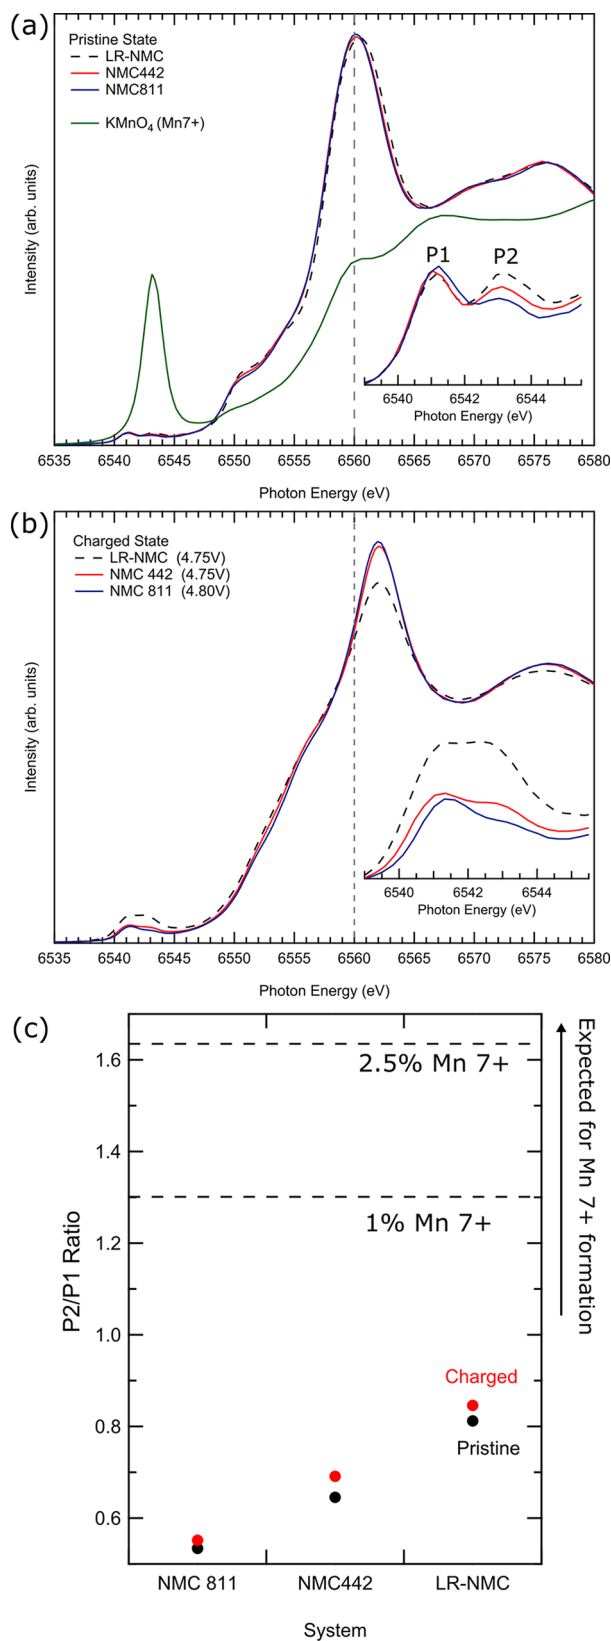 (a)
Pristine State
LR-NMC
NMC442
NMC811
KMnO4 (Mn7+)
Intensity (arb. units)
P1 P2
6540 6542 6544
Photon Energy (eV)
6535 6540 6545 6550 6555 6560 6565 6570 6575 6580
Photon Energy (eV)
(b)
Charged State
LR-NMC (4.75V)
NMC 442 (4.75V)
NMC 811 (4.80V)
Intensity (arb. units)
6540 6542 6544
Photon Energy (eV)
6535 6540 6545 6550 6555 6560 6565 6570 6575 6580
Photon Energy (eV)
(c)
1.6
2.5% Mn 7+
1.4
1% Mn 7+
1.2
1.0
Charged
0.8
Pristine
0.6
P2/P1 Ratio
Expected for Mn 7+ formation
NMC 811 NMC442 LR-NMC
System